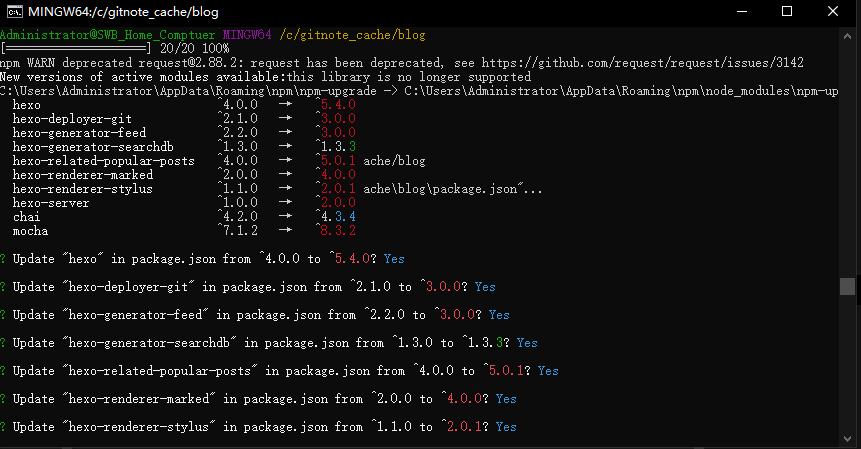 MINGW64:/c/gitnote_cache/blog
Administrator@SWB_Home_Comptuer MINGW64 /c/gitnote_cache/blog
[====================] 20/20 100%
npm WARN deprecated request@2.88.2: request has been deprecated, see https://github.com/request/request/issues/3142
New versions of active modules available:this library is no longer supported
C:\Users\Administrator\AppData\Roaming\npm\npm-upgrade -> C:\Users\Administrator\AppData\Roaming\npm\node_modules\npm-up
hexo ^4.0.0 → ^5.4.0
hexo-deployer-git ^2.1.0 → ^3.0.0
hexo-generator-feed ^2.2.0 → ^3.0.0
hexo-generator-searchdb ^1.3.0 → ^1.3.3
hexo-related-popular-posts ^4.0.0 → ^5.0.1 ache/blog
hexo-renderer-marked ^2.0.0 → ^4.0.0
hexo-renderer-stylus ^1.1.0 → ^2.0.1 ache\blog\package.json"...
hexo-server ^1.0.0 → ^2.0.0
chai ^4.2.0 → ^4.3.4
mocha ^7.1.2 → ^8.3.2
? Update "hexo" in package.json from ^4.0.0 to ^5.4.0? Yes
? Update "hexo-deployer-git" in package.json from ^2.1.0 to ^3.0.0? Yes
? Update "hexo-generator-feed" in package.json from ^2.2.0 to ^3.0.0? Yes
? Update "hexo-generator-searchdb" in package.json from ^1.3.0 to ^1.3.3? Yes
? Update "hexo-related-popular-posts" in package.json from ^4.0.0 to ^5.0.1? Yes
? Update "hexo-renderer-marked" in package.json from ^2.0.0 to ^4.0.0? Yes
? Update "hexo-renderer-stylus" in package.json from ^1.1.0 to ^2.0.1? Yes